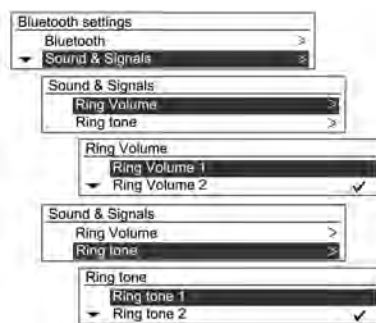 Bluetooth settings
Bluetooth >
Sound & Signals >
Sound & Signals
Ring Volume >
Ring tone >
Ring Volume
Ring Volume 1
Ring Volume 2 ✓
Sound & Signals
Ring Volume >
Ring tone >
Ring tone
Ring tone 1
Ring tone 2 ✓